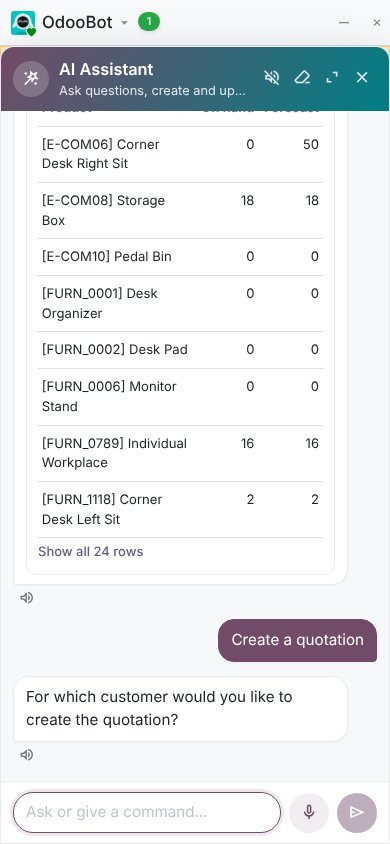 OdooBot 1
AI Assistant
Ask questions, create and up...
[E-COM06] Corner 0 50
Desk Right Sit
[E-COM08] Storage 18 18
Box
[E-COM10] Pedal Bin 0 0
[FURN_0001] Desk 0 0
Organizer
[FURN_0002] Desk Pad 0 0
[FURN_0006] Monitor 0 0
Stand
[FURN_0789] Individual 16 16
Workplace
[FURN_1118] Corner 2 2
Desk Left Sit
Show all 24 rows
Create a quotation
For which customer would you like to
create the quotation?
Ask or give a command...